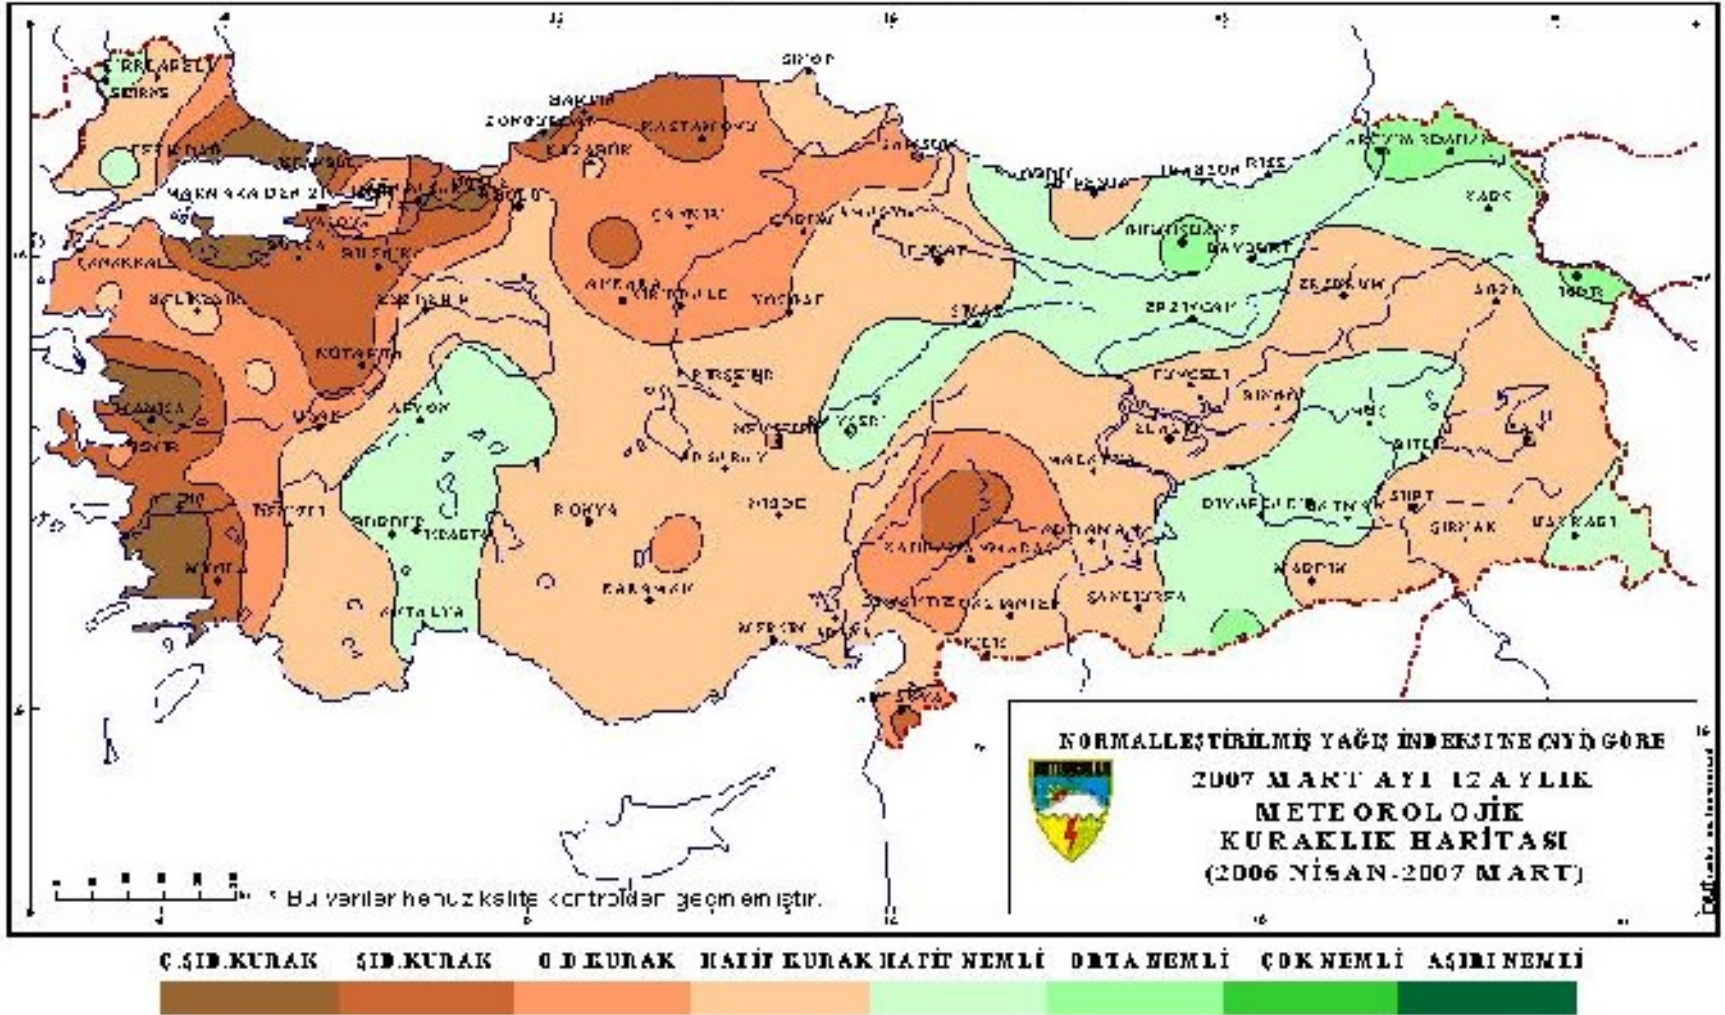 SİNOP
KIRKLARELİ
EDİRNE
BARTIN
ZONGULDAK
KASTAMONU
TEKİRDAĞ
İSTANBUL
KARABÜK
SAMSUN
ARTVİN ARDAHAN
MARMARA DENİZİ
BOLU
TRABZON RİZE
KARS
YALOVA
ÇANKIRI
ÇORUM
AMASYA
GÜMÜŞHANE
BAYBURT
BURSA
BİLECİK
TOKAT
ÇANAKKALE
IĞDIR
BALIKESİR
ESKİŞEHİR
ANKARA
KIRIKKALE
YOZGAT
SİVAS
ERZİNCAN
ERZURUM
AĞRI
KÜTAHYA
KIRŞEHİR
TUNCELİ
BİNGÖL
MANİSA
UŞAK
AFYON
NEVŞEHİR
KAYSERİ
MUŞ
VAN
İZMİR
AKSARAY
MALATYA
ELAZIĞ
BİTLİS
AYDIN
DENİZLİ
KONYA
NİĞDE
DİYARBAKIR
BATMAN
SİİRT
ŞIRNAK
HAKKARİ
BURDUR
ISPARTA
ADIYAMAN
KAHRAMANMARAŞ
MUĞLA
KARAMAN
MARDİN
ANTALYA
OSMANİYE
GAZİANTEP
ŞANLIURFA
MERSİN
ADANA
KİLİS
ANTAKYA
NORMALLEŞTİRİLMİŞ YAĞIŞ İNDEKSİNE (NYİ) GÖRE
2007 MART AYI 12 AYLIK
METEOROLOJİK
KURAKLIK HARİTASI
(2006 NİSAN-2007 MART)
* Bu veriler henüz kalite kontrolden geçmemiştir.
Ç.ŞİD.KURAK ŞİD.KURAK O.D.KURAK HAFİF KURAK HAFİF NEMLİ ORTA NEMLİ ÇOK NEMLİ AŞIRI NEMLİ